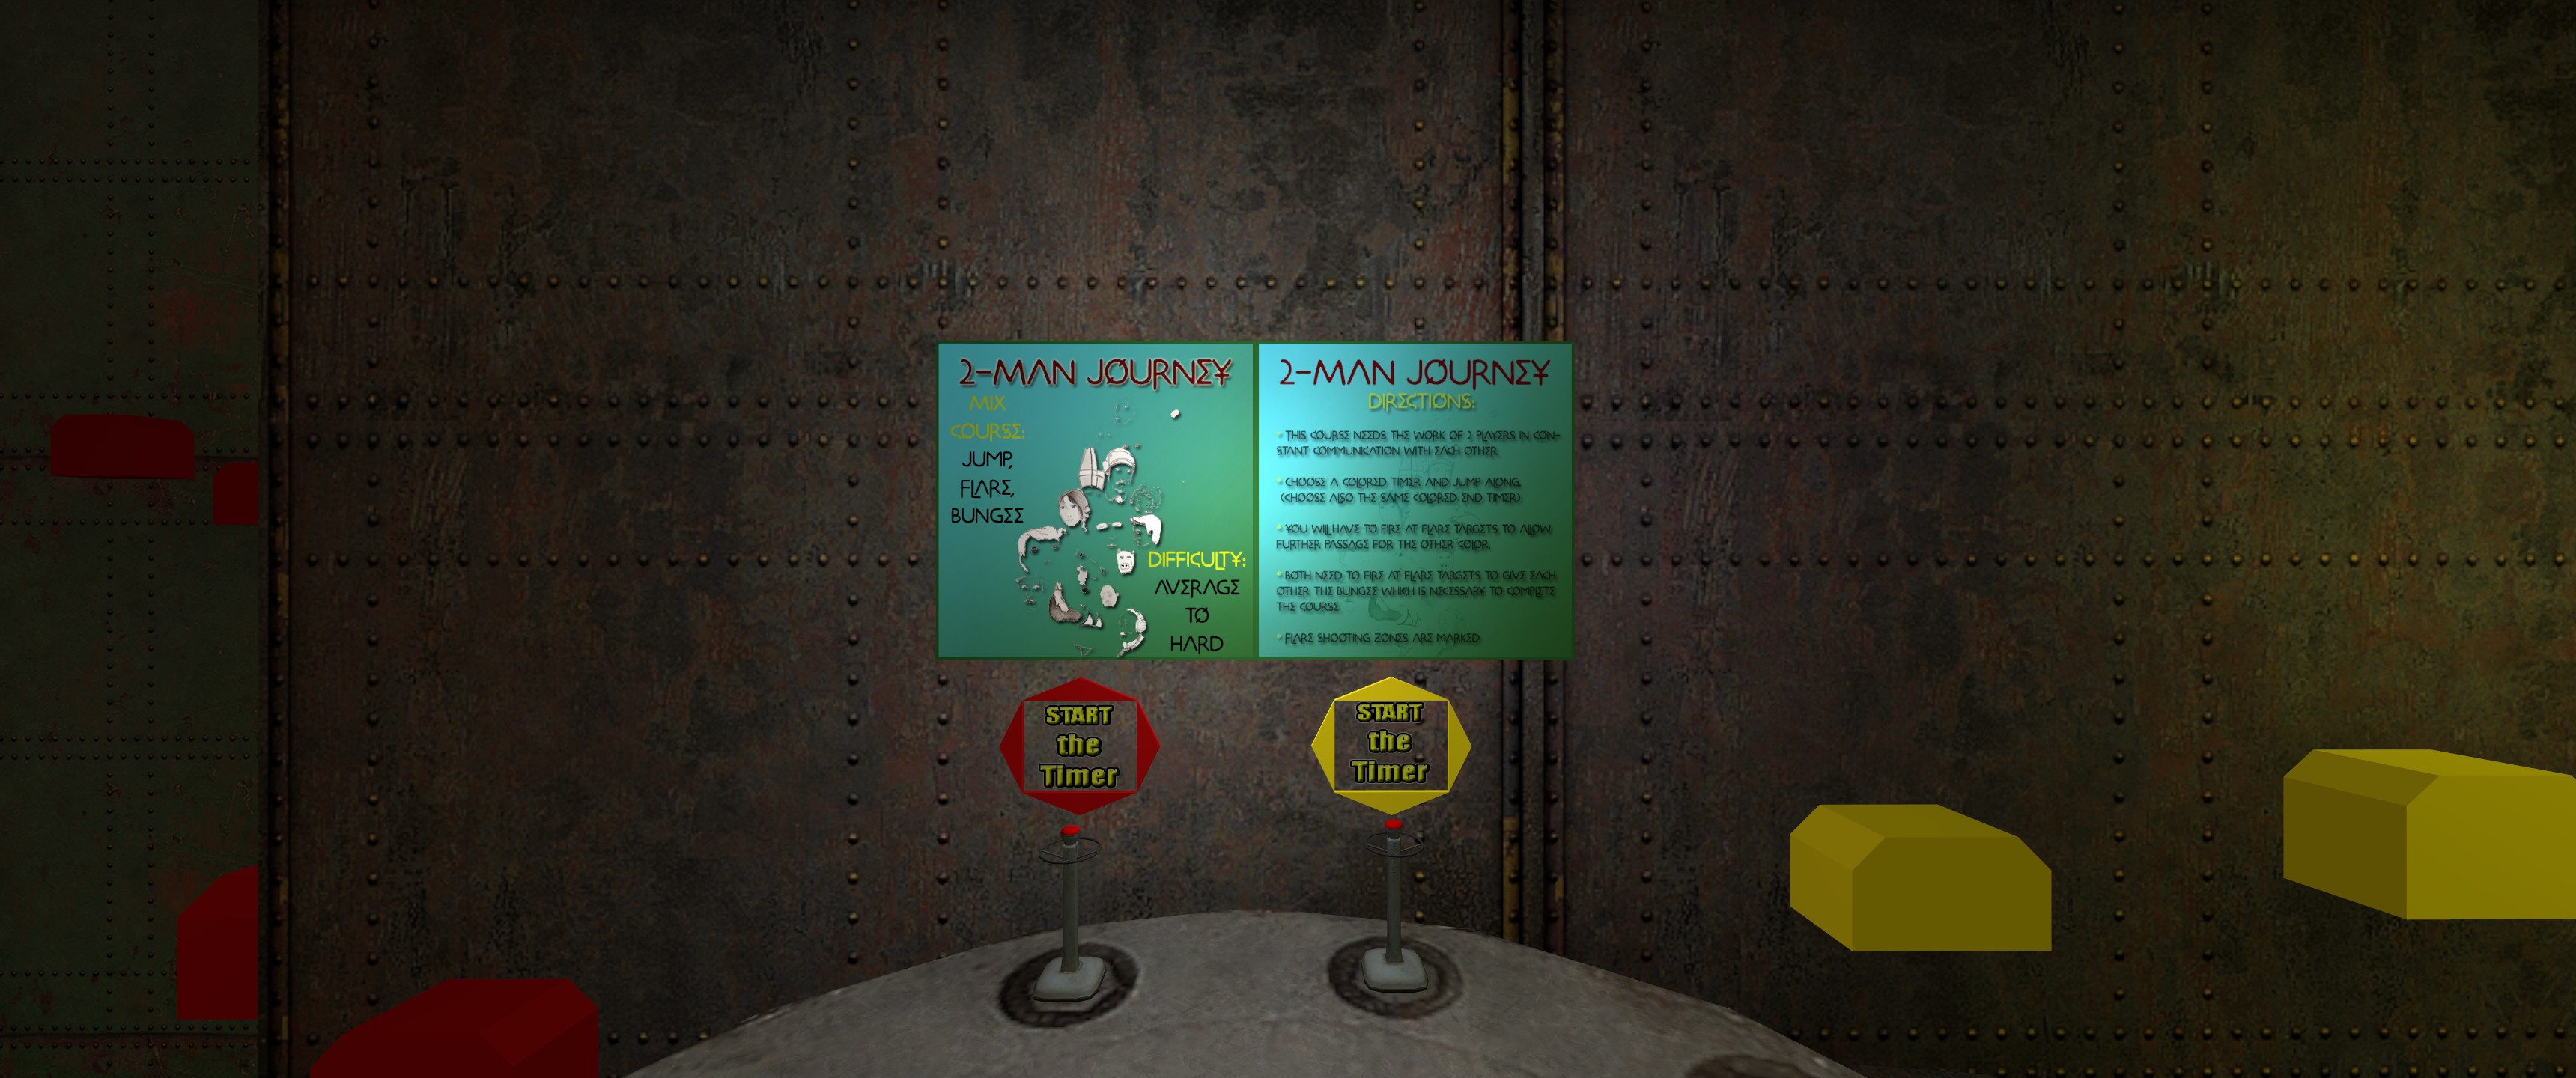 2-MAN JOURNEY
MIX
COURSE:
JUMP,
FLARE,
BUNGEE
DIFFICULTY:
AVERAGE
TO
HARD
2-MAN JOURNEY
DIRECTIONS:
THIS COURSE NEEDS THE WORK OF 2 PLAYERS IN CON-
STANT COMMUNICATION WITH EACH OTHER.
CHOOSE A COLORED TIMER AND JUMP ALONG.
(CHOOSE ALSO THE SAME COLORED END TIMER)
YOU WILL HAVE TO FIRE AT FLARE TARGETS TO ALLOW
FURTHER PASSAGE FOR THE OTHER COLOR.
BOTH NEED TO FIRE AT FLARE TARGETS TO GIVE EACH
OTHER THE BUNGEE WHICH IS NECESSARY TO COMPLETE
THE COURSE.
FLARE SHOOTING ZONES ARE MARKED
START
the
Timer
START
the
Timer